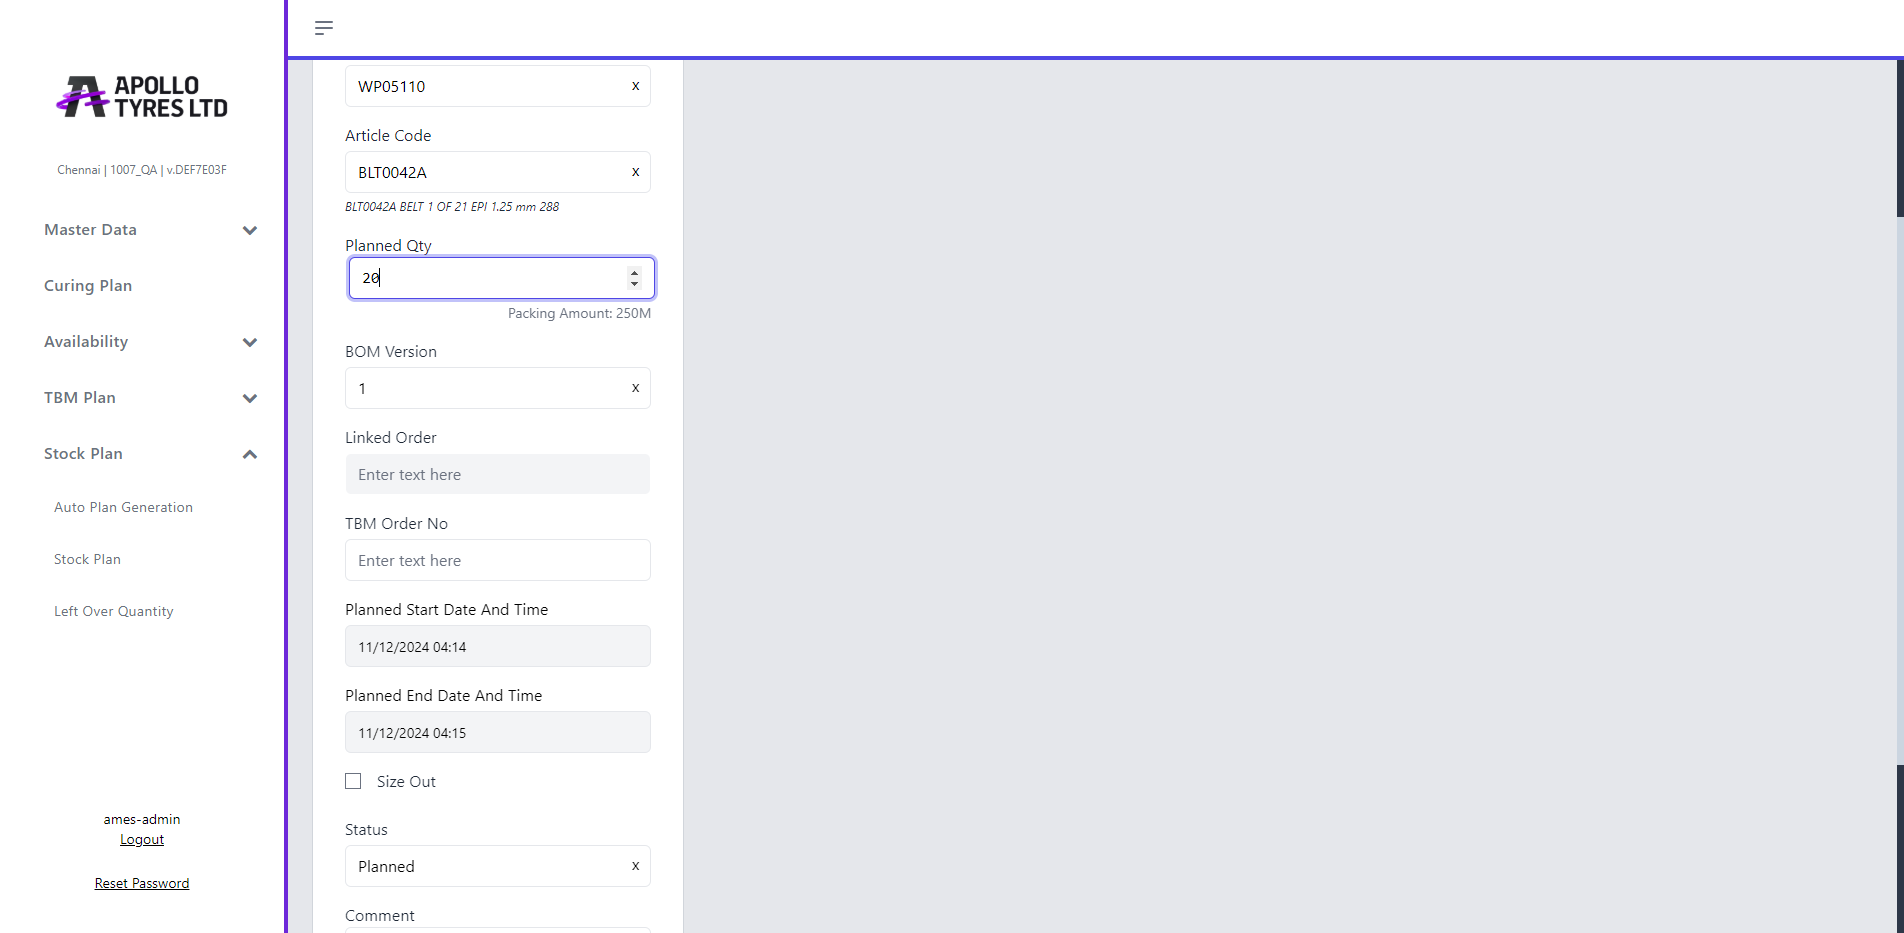 APOLLO
TYRES LTD
Chennai | 1007_QA | v.DEF7E03F
Master Data
Curing Plan
Availability
TBM Plan
Stock Plan
Auto Plan Generation
Stock Plan
Left Over Quantity
ames-admin
Logout
Reset Password
WP05110 x
Article Code
BLT0042A x
BLT0042A BELT 1 OF 21 EPI 1.25 mm 288
Planned Qty
20
Packing Amount: 250M
BOM Version
1 x
Linked Order
Enter text here
TBM Order No
Enter text here
Planned Start Date And Time
11/12/2024 04:14
Planned End Date And Time
11/12/2024 04:15
Size Out
Status
Planned x
Comment